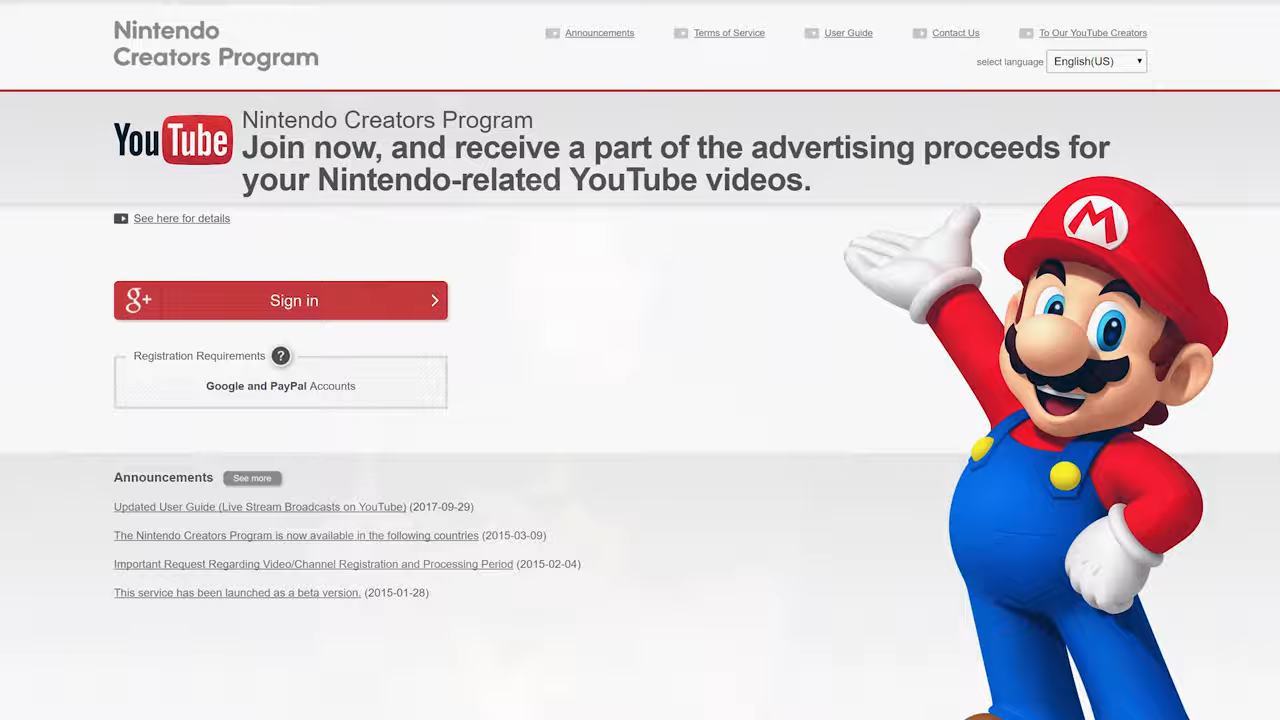 Nintendo
Creators Program
Announcements
Terms of Service
User Guide
Contact Us
To Our YouTube Creators
select language English(US)
YouTube
Nintendo Creators Program
Join now, and receive a part of the advertising proceeds for
your Nintendo-related YouTube videos.
See here for details
g+ Sign in
Registration Requirements ?
Google and PayPal Accounts
Announcements See more
Updated User Guide (Live Stream Broadcasts on YouTube) (2017-09-29)
The Nintendo Creators Program is now available in the following countries (2015-03-09)
Important Request Regarding Video/Channel Registration and Processing Period (2015-02-04)
This service has been launched as a beta version. (2015-01-28)
M